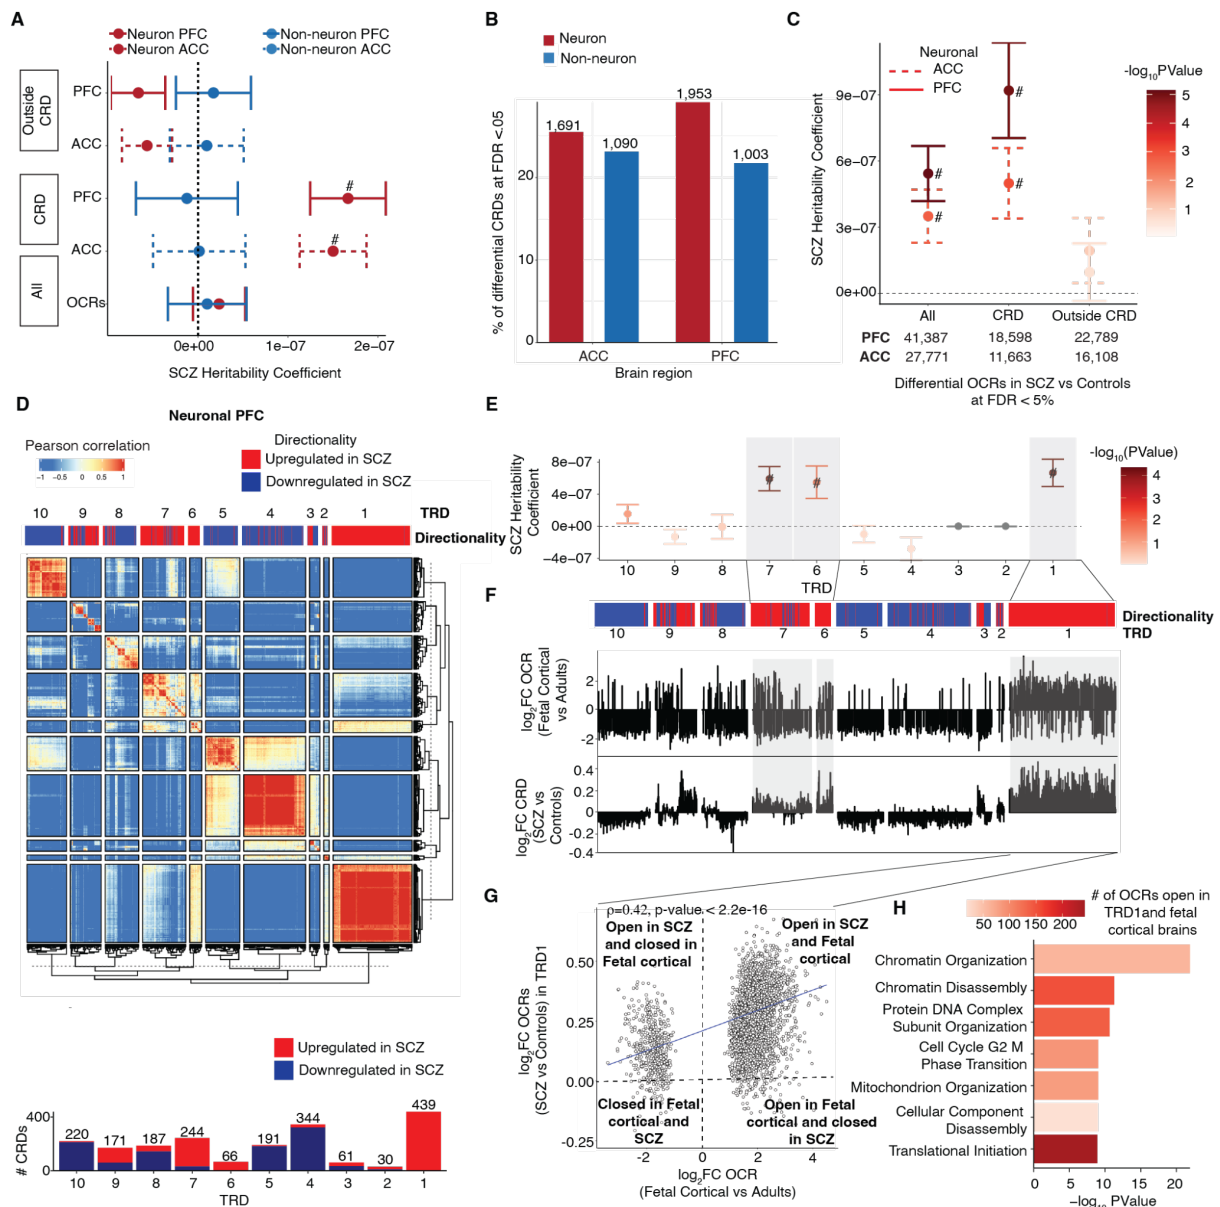 A
Neuron PFC
Non-neuron PFC
Neuron ACC
Non-neuron ACC
Outside CRD
PFC
ACC
CRD
PFC
#
ACC
#
All
OCRs
0e+00
1e-07
2e-07
SCZ Heritability Coefficient
B
Neuron
Non-neuron
% of differential CRDs at FDR <.05
20
10
0
1,691
1,090
1,953
1,003
ACC
PFC
Brain region
C
Neuronal
ACC
PFC
-log10PValue
5
4
3
2
1
SCZ Heritability Coefficient
9e-07
6e-07
3e-07
0e+00
#
#
#
#
All
CRD
Outside CRD
PFC 41,387 18,598 22,789
ACC 27,771 11,663 16,108
Differential OCRs in SCZ vs Controls
at FDR < 5%
D
Neuronal PFC
Pearson correlation
-1 -0.5 0 0.5 1
Directionality
Upregulated in SCZ
Downregulated in SCZ
10 9 8 7 6 5 4 3 2 1 TRD
Directionality
Upregulated in SCZ
Downregulated in SCZ
# CRDs
400
0
220 171 187 244 66 191 344 61 30 439
10 9 8 7 6 5 4 3 2 1
TRD
E
SCZ Heritability
Coefficient
8e-07
4e-07
0e+00
-4e-07
#
#
#
10 9 8 7 6 5 4 3 2 1
TRD
-log10(PValue)
4
3
2
1
F
Directionality
10 9 8 7 6 5 4 3 2 1 TRD
log2FC OCR
(Fetal Cortical
vs Adults)
2
0
2
log2FC CRD
(SCZ vs
Controls)
0.4
0.2
0
-0.2
-0.4
G
ρ=0.42, p-value < 2.2e-16
Open in SCZ
and closed in
Fetal cortical
Open in SCZ
and Fetal
cortical
Closed in Fetal
cortical and
SCZ
Open in Fetal
cortical and closed
in SCZ
log2FC OCRs
(SCZ vs Controls) in TRD1
0.50
0.25
0.00
-0.25
-2 0 2 4
log2FC OCR
(Fetal Cortical vs Adults)
H
50 100 150 200
# of OCRs open in
TRD1and fetal
cortical brains
Chromatin Organization
Chromatin Disassembly
Protein DNA Complex
Subunit Organization
Cell Cycle G2 M
Phase Transition
Mitochondrion Organization
Cellular Component
Disassembly
Translational Initiation
0 5 10 15 20
−log10 PValue